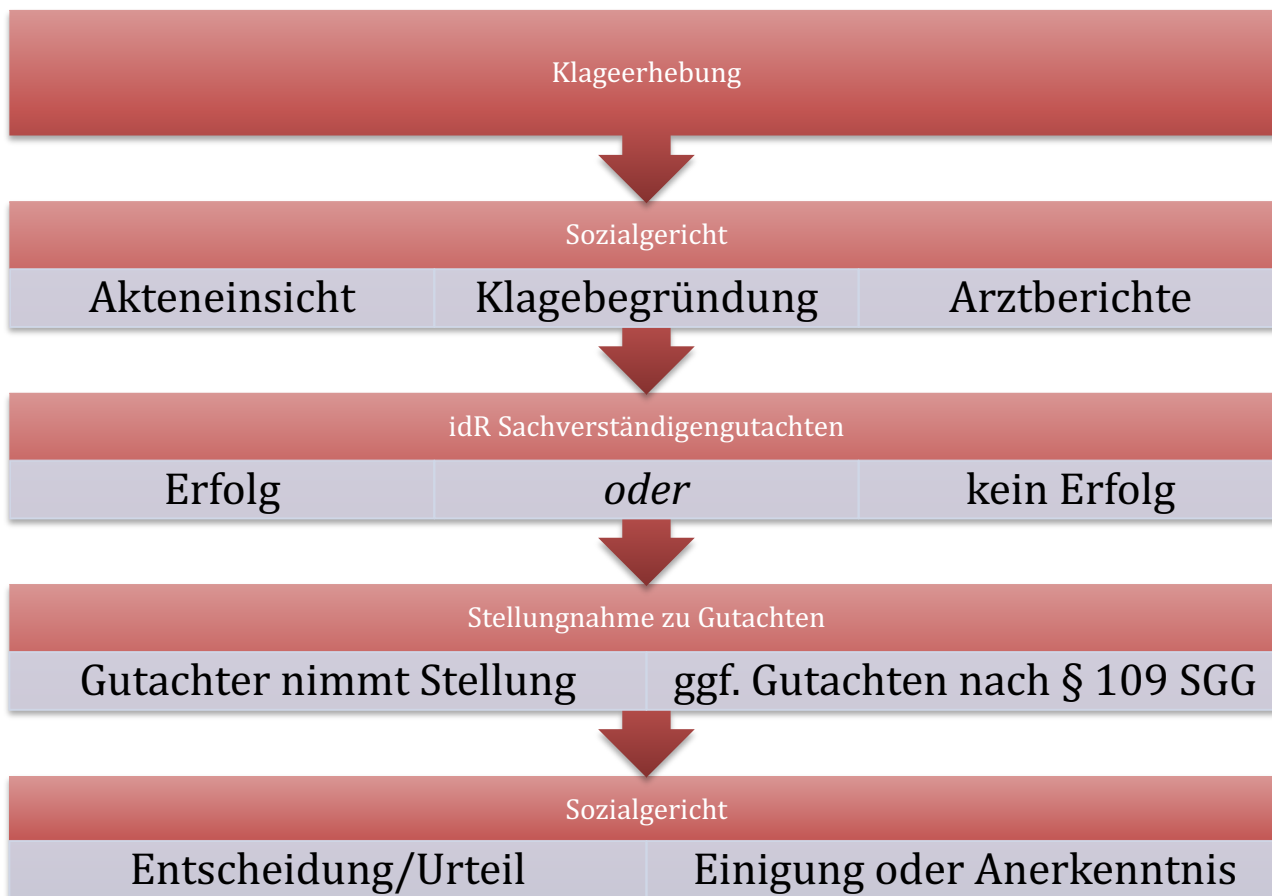 Klageerhebung
Sozialgericht
Akteneinsicht Klagebegründung Arztberichte
idR Sachverständigengutachten
Erfolg oder kein Erfolg
Stellungnahme zu Gutachten
Gutachter nimmt Stellung ggf. Gutachten nach § 109 SGG
Sozialgericht
Entscheidung/Urteil Einigung oder Anerkenntnis